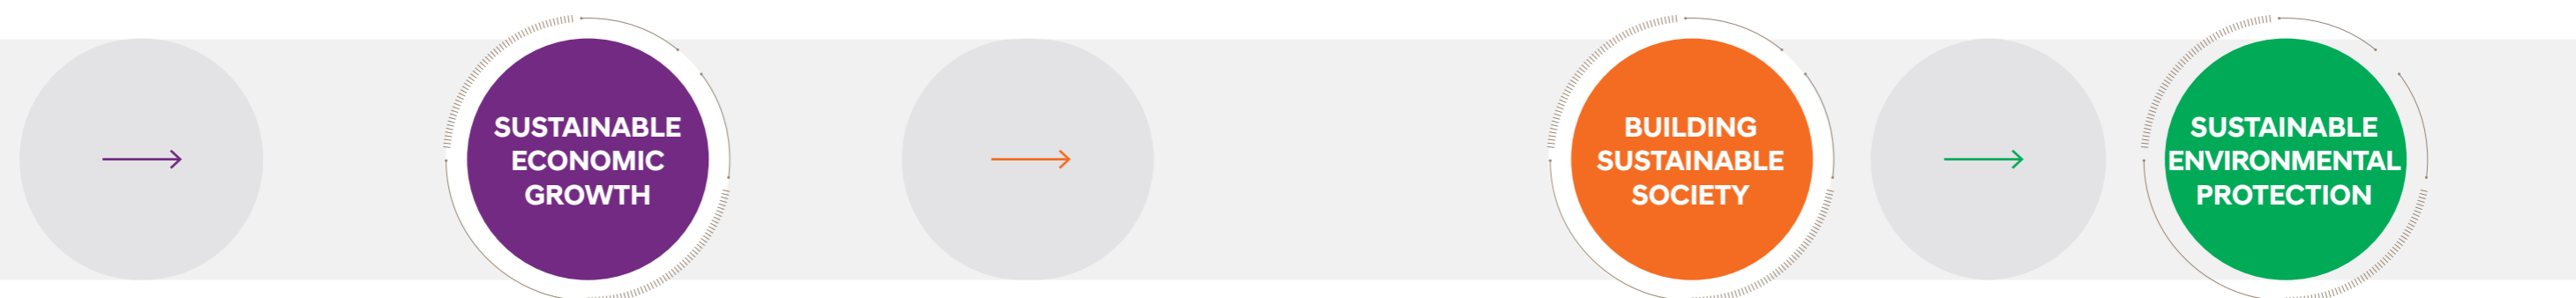 SUSTAINABLE
ECONOMIC
GROWTH
BUILDING
SUSTAINABLE
SOCIETY
SUSTAINABLE
ENVIRONMENTAL
PROTECTION